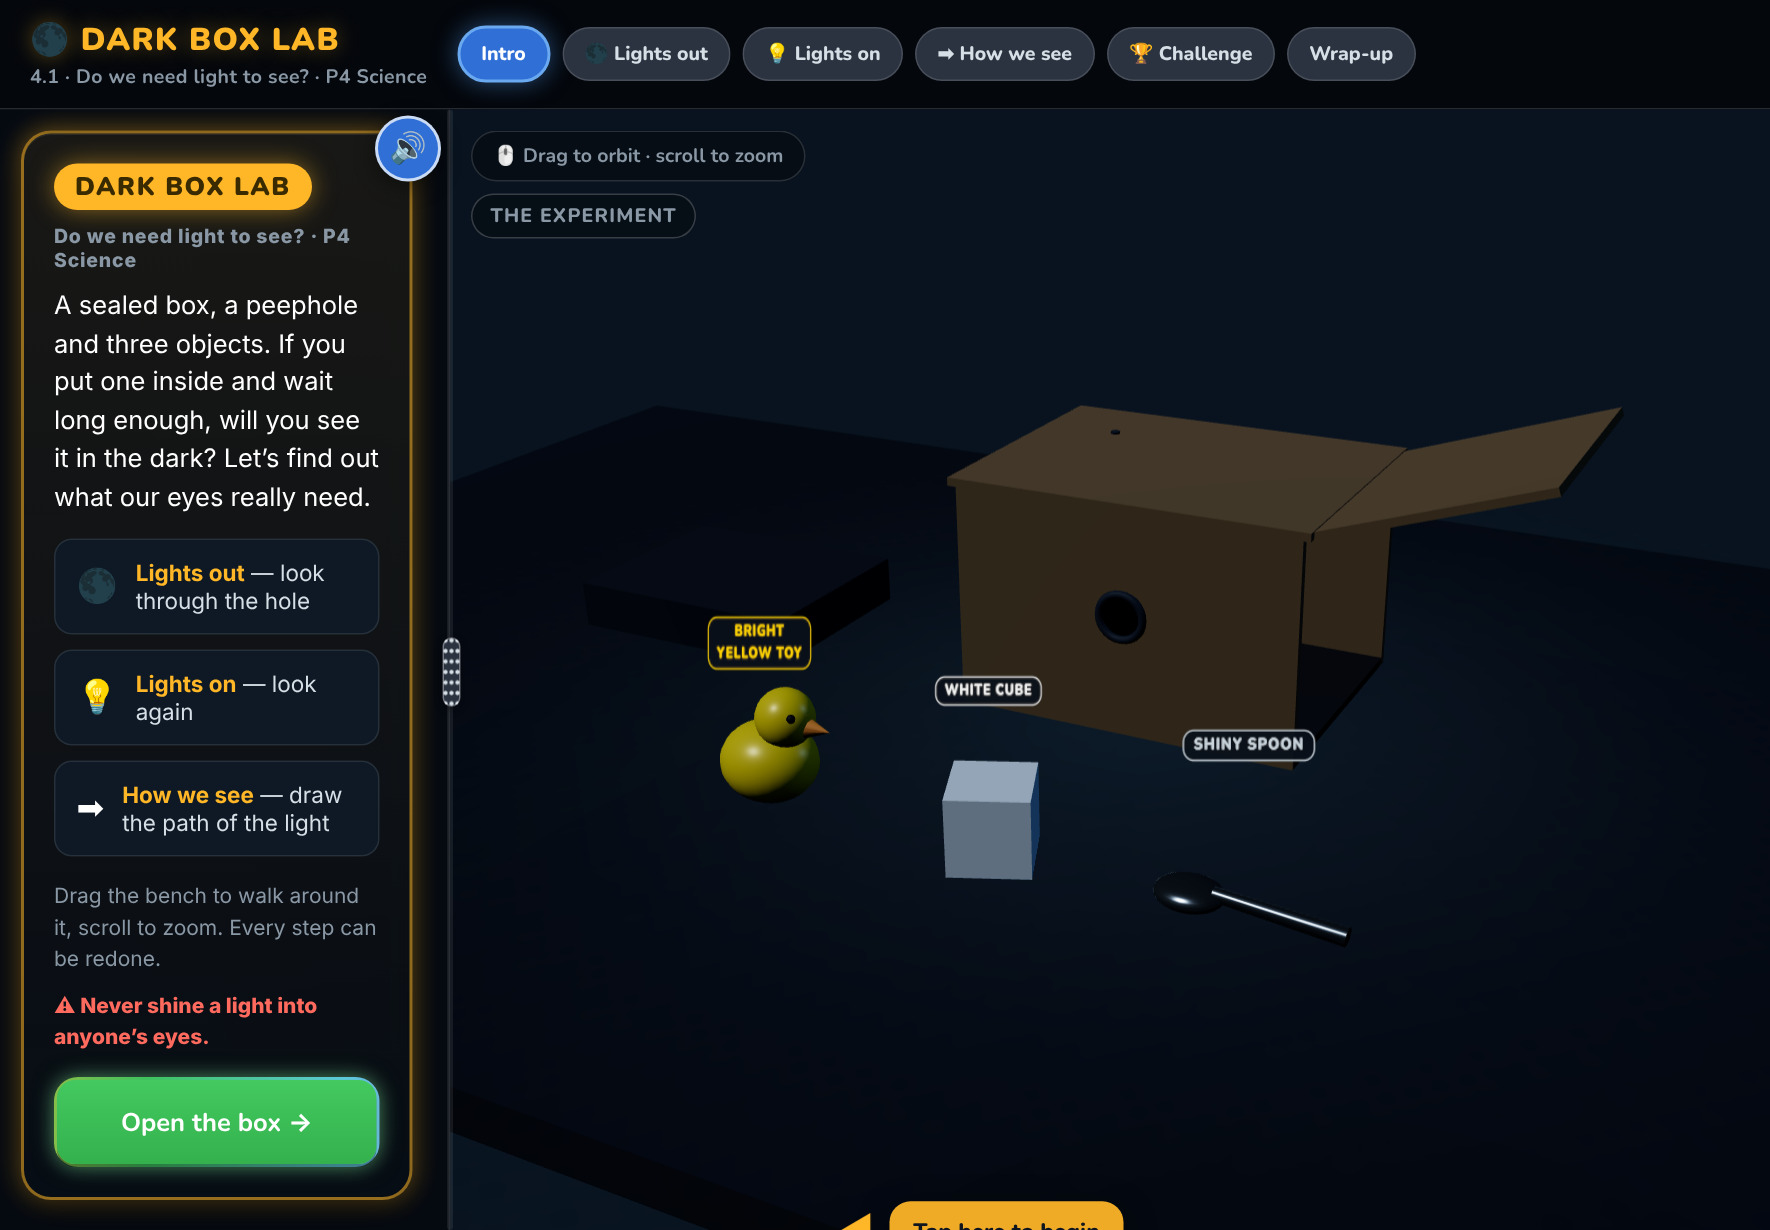 DARK BOX LAB
4.1 · Do we need light to see? · P4 Science
Intro
Lights out
Lights on
How we see
Challenge
Wrap-up
DARK BOX LAB
Do we need light to see? · P4
Science
A sealed box, a peephole
and three objects. If you
put one inside and wait
long enough, will you see
it in the dark? Let’s find out
what our eyes really need.
Lights out — look
through the hole
Lights on — look
again
How we see — draw
the path of the light
Drag the bench to walk around
it, scroll to zoom. Every step can
be redone.
⚠ Never shine a light into
anyone’s eyes.
Open the box →
Drag to orbit · scroll to zoom
THE EXPERIMENT
BRIGHT
YELLOW TOY
WHITE CUBE
SHINY SPOON
Tap here to begin